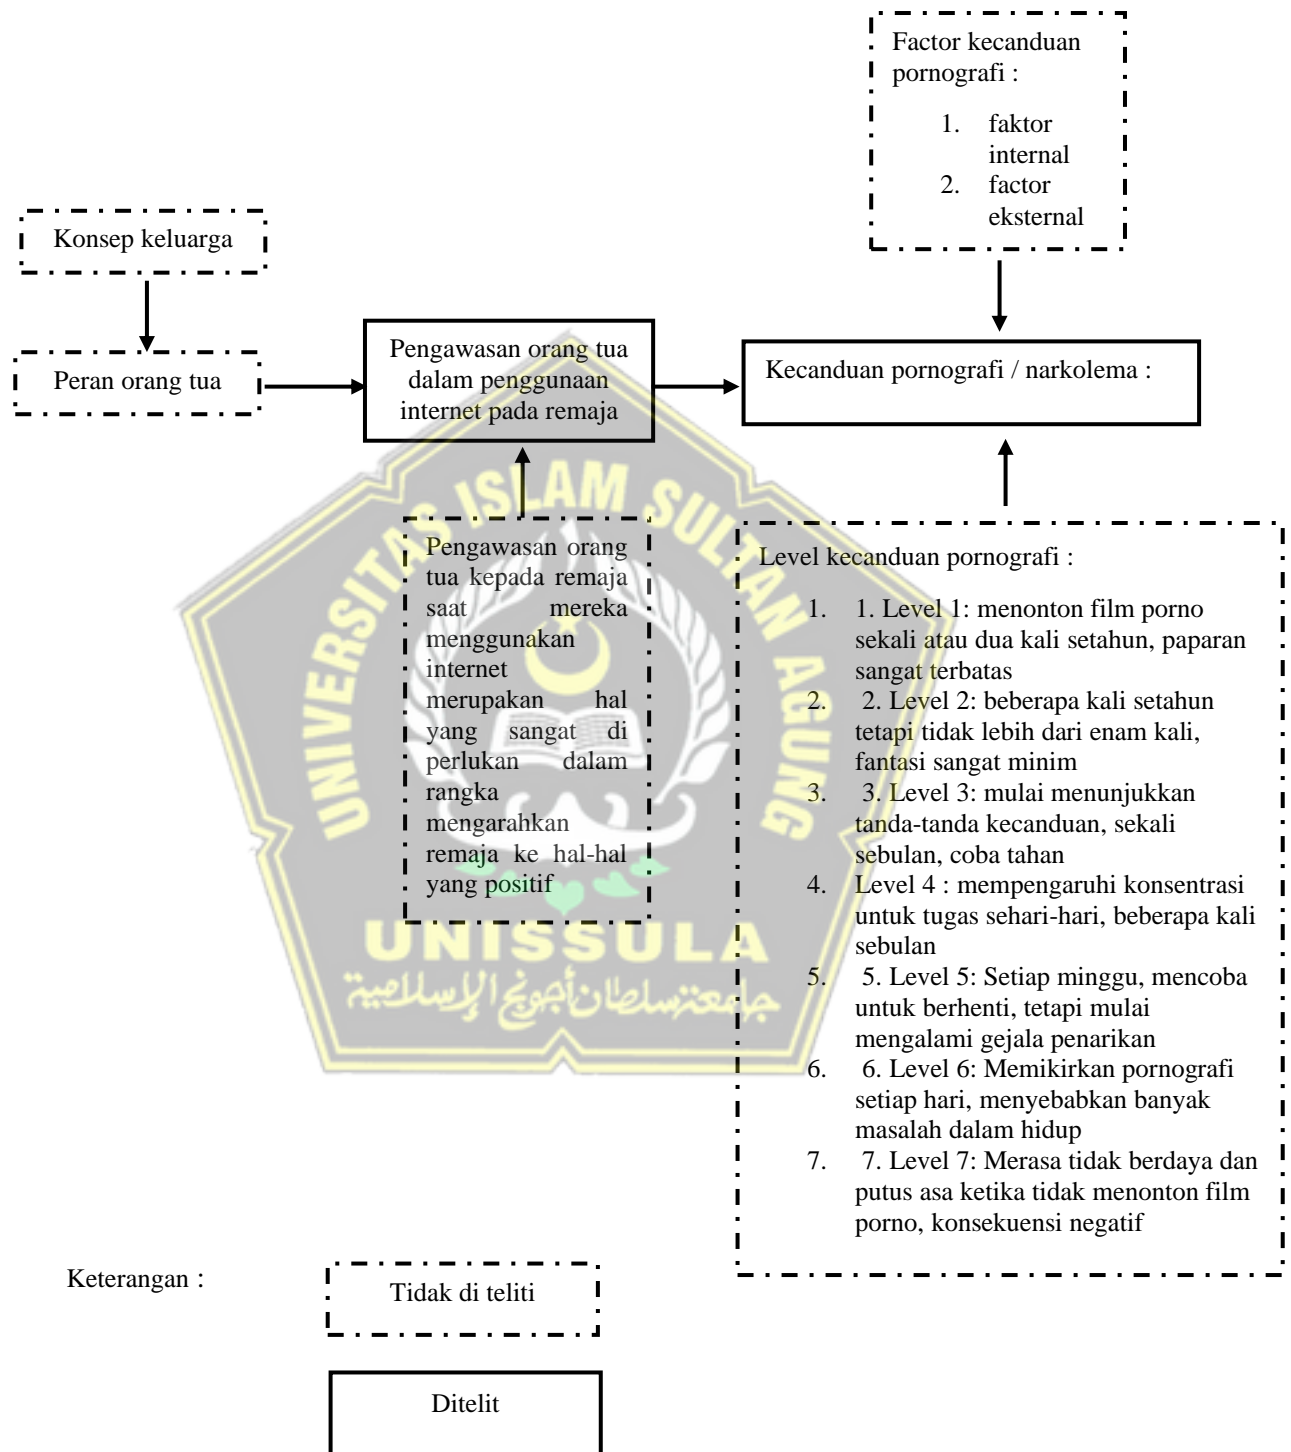 Factor kecanduan
pornografi :
1. faktor
internal
2. factor
eksternal
Konsep keluarga
Peran orang tua
Pengawasan orang tua
dalam penggunaan
internet pada remaja
Kecanduan pornografi / narkolema :
Pengawasan orang
tua kepada remaja
saat mereka
menggunakan
internet
merupakan hal
yang sangat di
perlukan dalam
rangka
mengarahkan
remaja ke hal-hal
yang positif
Level kecanduan pornografi :
1. 1. Level 1: menonton film porno
sekali atau dua kali setahun, paparan
sangat terbatas
2. 2. Level 2: beberapa kali setahun
tetapi tidak lebih dari enam kali,
fantasi sangat minim
3. 3. Level 3: mulai menunjukkan
tanda-tanda kecanduan, sekali
sebulan, coba tahan
4. Level 4 : mempengaruhi konsentrasi
untuk tugas sehari-hari, beberapa kali
sebulan
5. 5. Level 5: Setiap minggu, mencoba
untuk berhenti, tetapi mulai
mengalami gejala penarikan
6. 6. Level 6: Memikirkan pornografi
setiap hari, menyebabkan banyak
masalah dalam hidup
7. 7. Level 7: Merasa tidak berdaya dan
putus asa ketika tidak menonton film
porno, konsekuensi negatif
UNIVERSITAS ISLAM SULTAN AGUNG
UNISSULA
جامعة سلطان أجونج الإسلامية
Keterangan :
Tidak di teliti
Ditelit